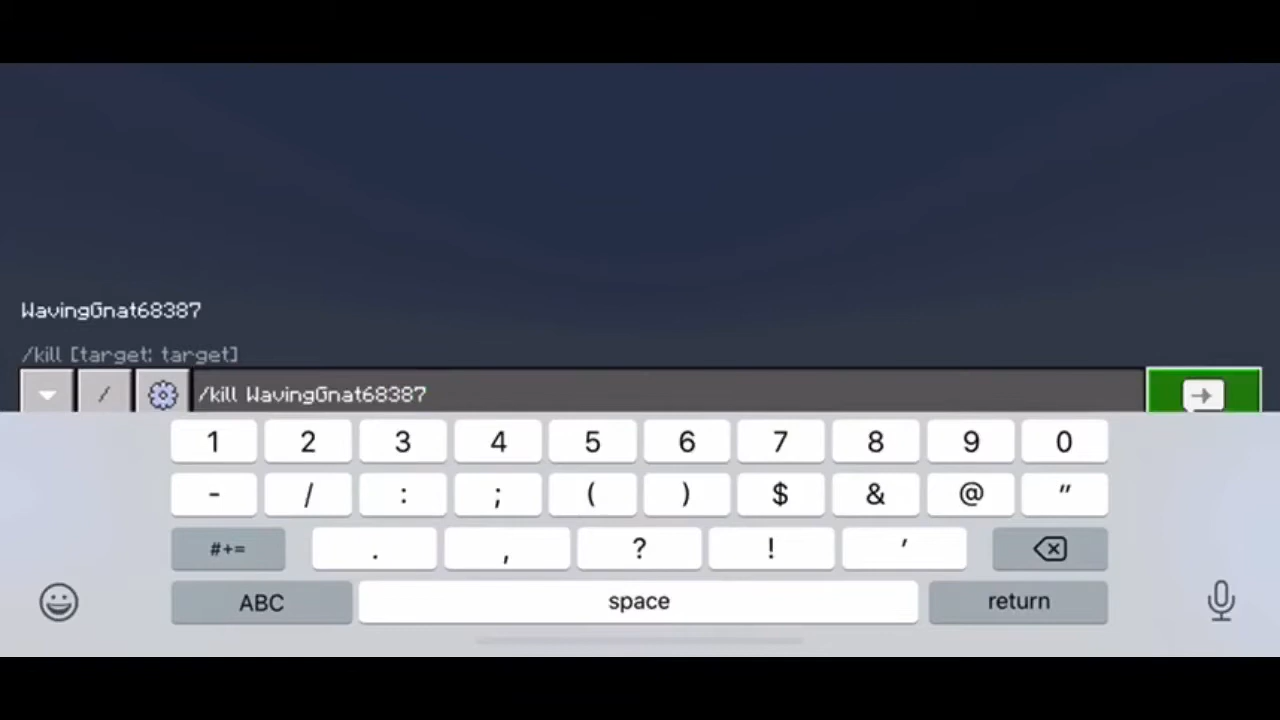 WavingGnat68387
/kill [target: target]
/ /kill WavingGnat68387
1 2 3 4 5 6 7 8 9 0
- / : ; ( ) $ & @ "
#+= . , ? ! '
ABC space return